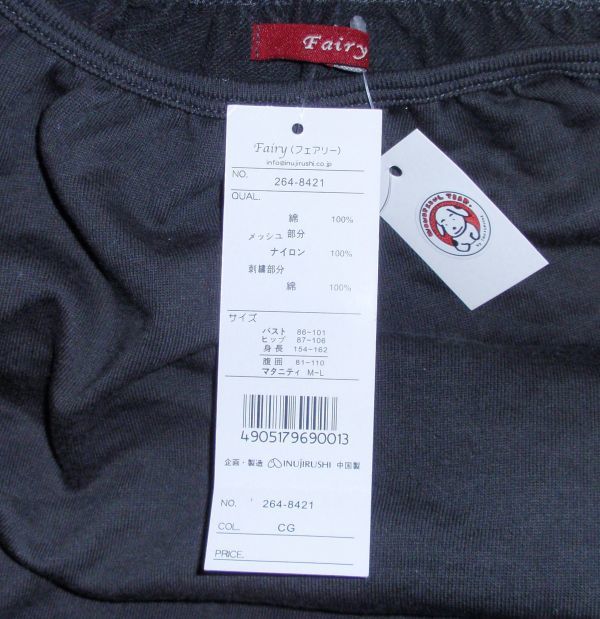 Fairy
Fairy (フェアリー)
info@inujirushi.co.jp
NO. 264-8421
QUAL.
綿 100%
メッシュ 部分
ナイロン 100%
刺繍部分
綿 100%
サイズ
バスト 86~101
ヒップ 87~106
身長 154~162
腹囲 81~110
マタニティ M-L
4905179690013
企画・製造 INUJIRUSHI 中国製
NO. 264-8421
COL. CG
PRICE.
WONDERFUL TEAR.